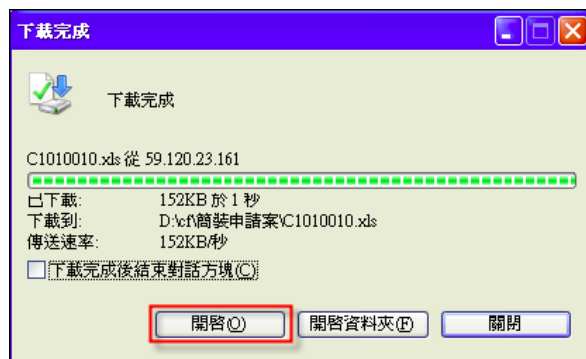 下載完成
下載完成
C1010010.xls 從 59.120.23.161
已下載: 152KB 於 1 秒
下載到: D:\cf\簡裝申請案\C1010010.xls
傳送速率: 152KB/秒
下載完成後結束對話方塊(C)
開啓(O) 開啓資料夾(F) 關閉